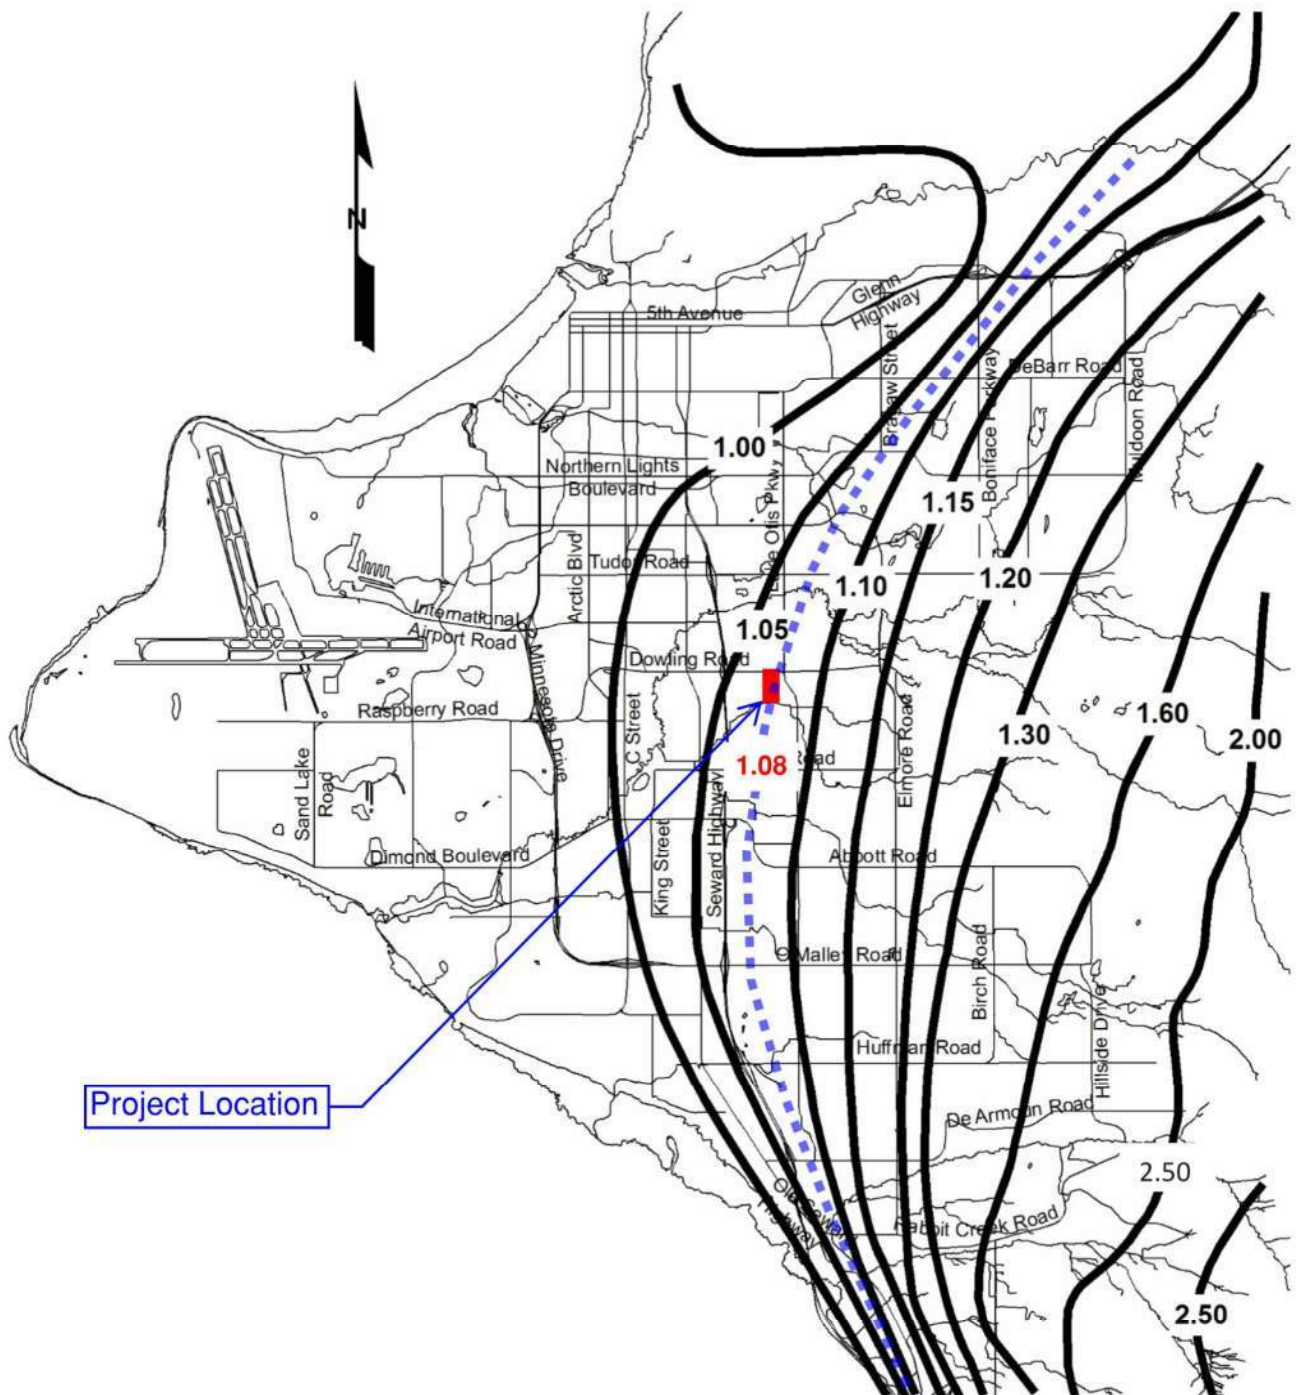 N
5th Avenue
Glenn
Highway
Bragaw Street
Boniface Parkway
DeBarr Road
Muldoon Road
1.00
Northern Lights
Boulevard
1.15
Arctic Blvd
Tudor Road
1.10
1.20
International
Airport Road
1.05
Dowling Road
Minnesota Drive
C Street
Raspberry Road
Elmore Road
1.30
1.60
2.00
1.08
Road
Sand Lake
Road
Dimond Boulevard
King Street
Seward Highway
Abbott Road
O'Malley Road
Birch Road
Huffman Road
Hillside Drive
Project Location
De Armoun Road
2.50
Old Seward
Highway
Rabbit Creek Road
2.50